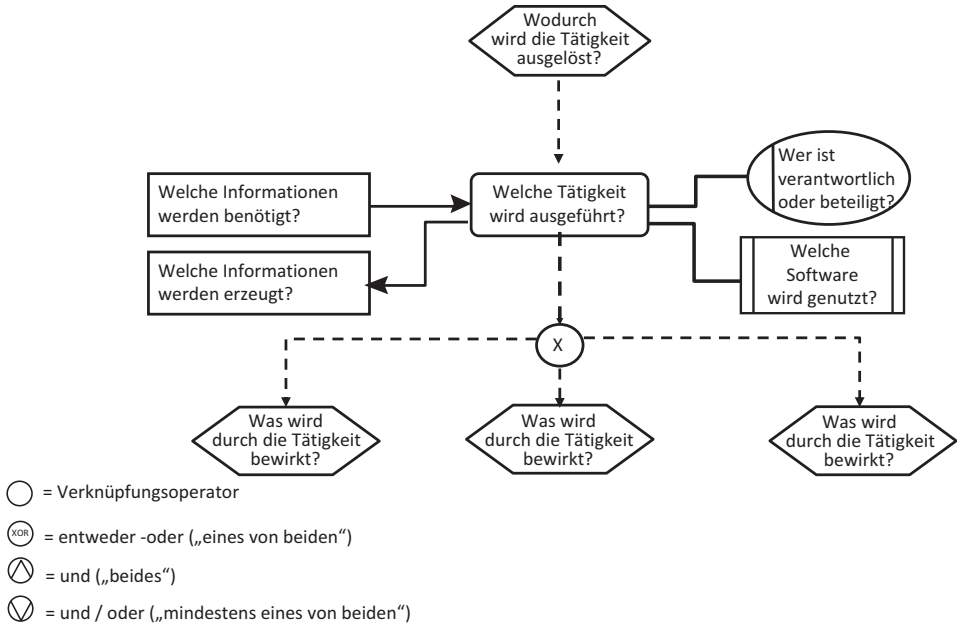 Wodurch
wird die Tätigkeit
ausgelöst?
Welche Informationen
werden benötigt?
Welche Tätigkeit
wird ausgeführt?
Wer ist
verantwortlich
oder beteiligt?
Welche Informationen
werden erzeugt?
Welche
Software
wird genutzt?
X
Was wird
durch die Tätigkeit
bewirkt?
Was wird
durch die Tätigkeit
bewirkt?
Was wird
durch die Tätigkeit
bewirkt?
= Verknüpfungsoperator
XOR = entweder -oder („eines von beiden“)
= und („beides“)
= und / oder („mindestens eines von beiden“)